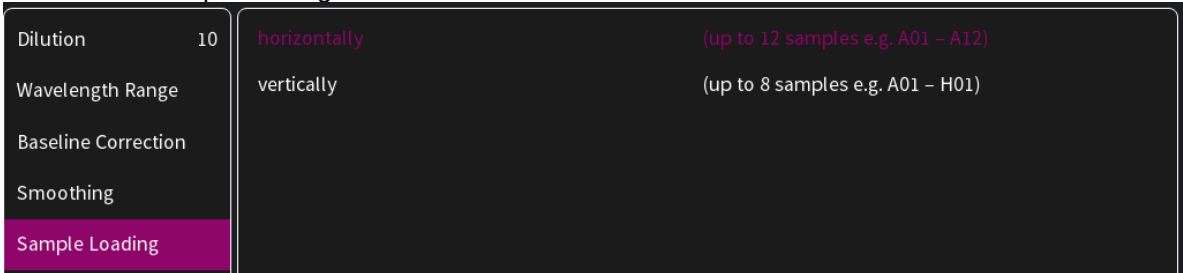 Dilution 10
Wavelength Range
Baseline Correction
Smoothing
Sample Loading
horizontally (up to 12 samples e.g. A01 – A12)
vertically (up to 8 samples e.g. A01 – H01)